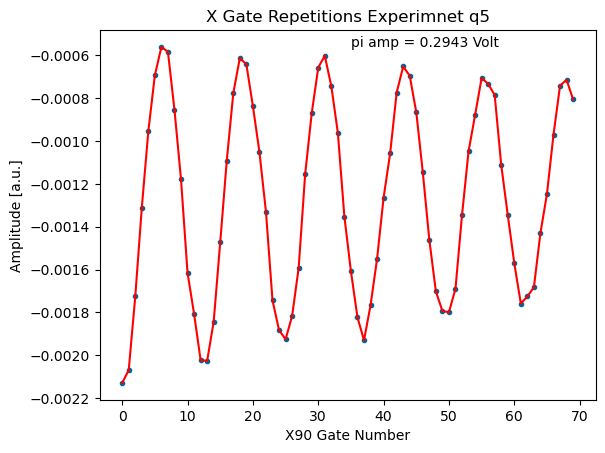 X Gate Repetitions Experimnet q5
pi amp = 0.2943 Volt
Amplitude [a.u.]
−0.0006
−0.0008
−0.0010
−0.0012
−0.0014
−0.0016
−0.0018
−0.0020
−0.0022
0 10 20 30 40 50 60 70
X90 Gate Number